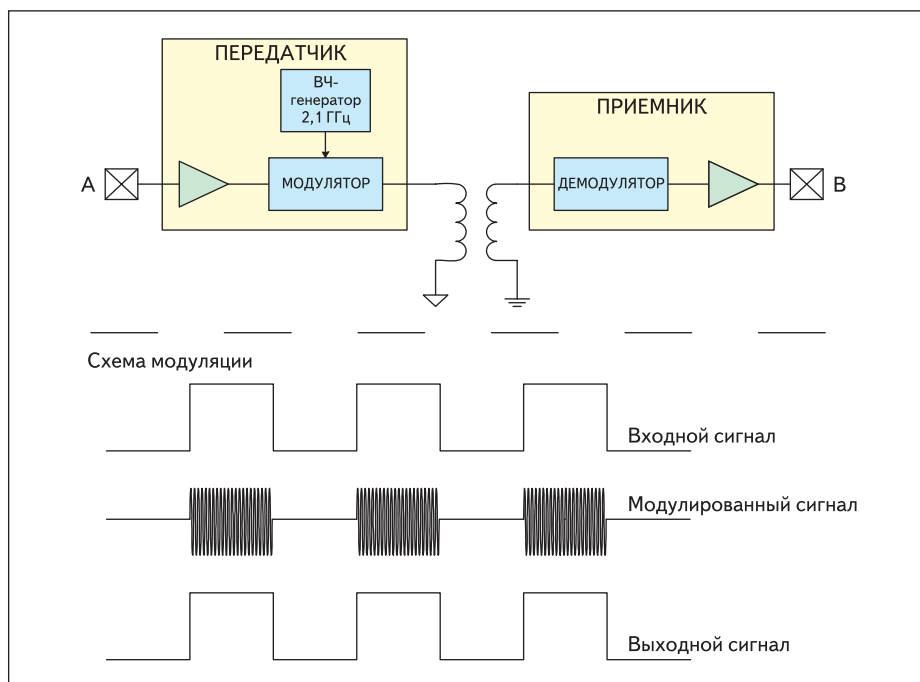 ПЕРЕДАТЧИК
ВЧ-
генератор
2,1 ГГц
ПРИЕМНИК
A
МОДУЛЯТОР
ДЕМОДУЛЯТОР
B
Схема модуляции
Входной сигнал
Модулированный сигнал
Выходной сигнал